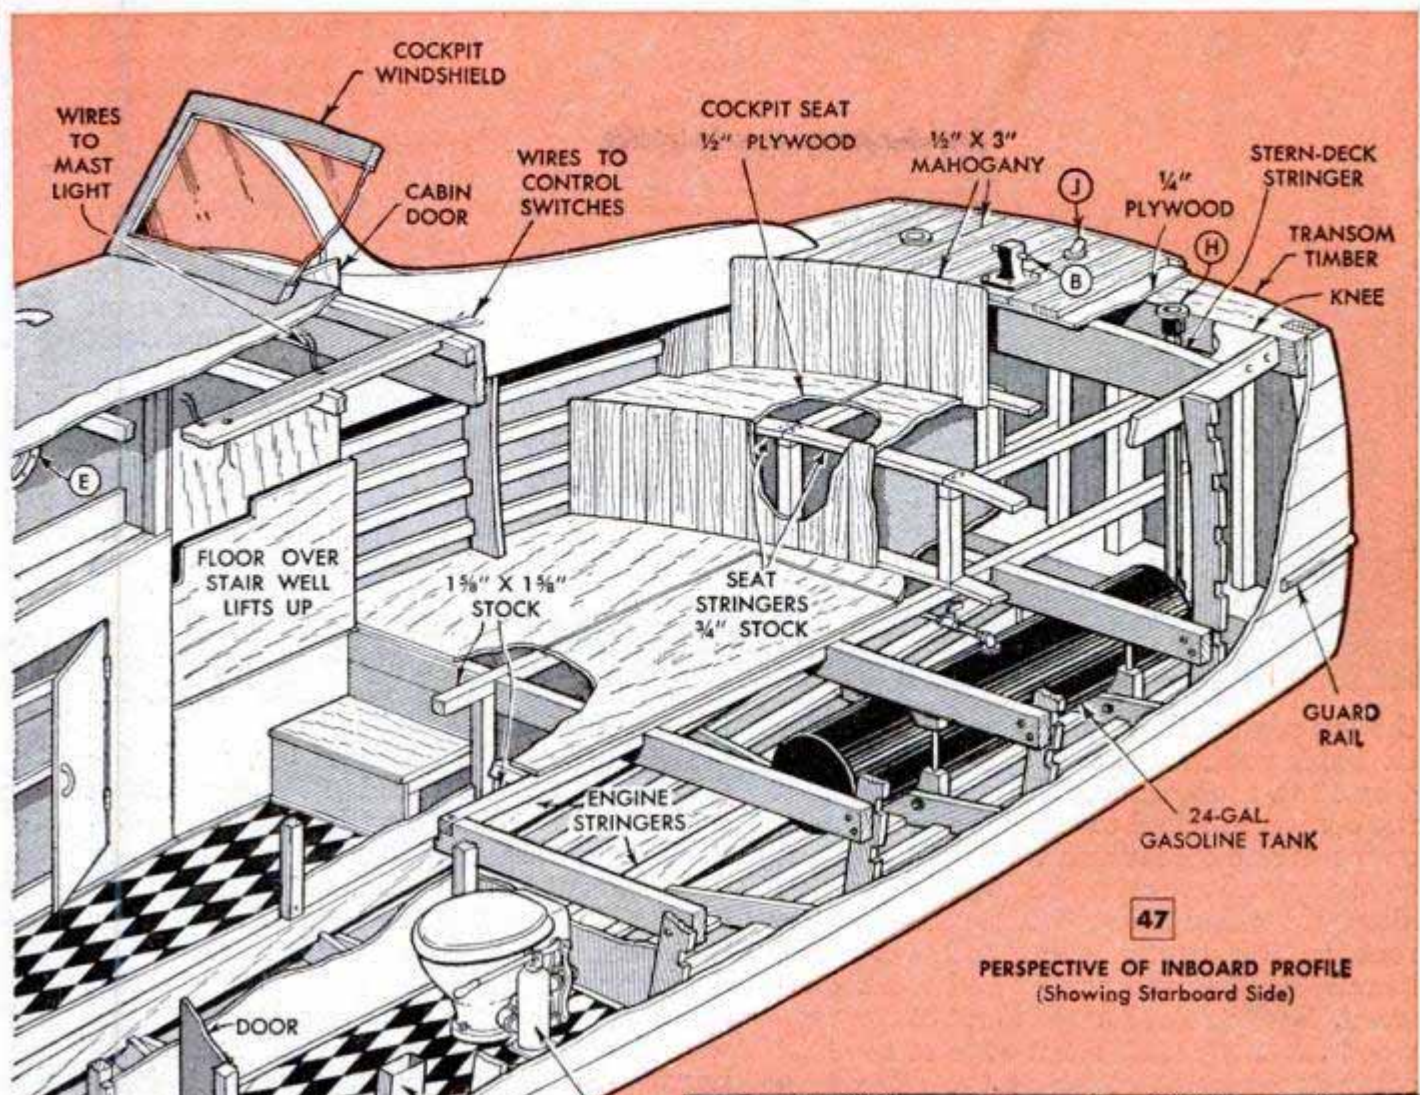 COCKPIT
WINDSHIELD
WIRES
TO
MAST
LIGHT
CABIN
DOOR
WIRES TO
CONTROL
SWITCHES
COCKPIT SEAT
½" PLYWOOD
½" X 3"
MAHOGANY
J
¼"
PLYWOOD
STERN-DECK
STRINGER
H
B
TRANSOM
TIMBER
KNEE
E
FLOOR OVER
STAIR WELL
LIFTS UP
1⅝" X 1⅝"
STOCK
SEAT
STRINGERS
¾" STOCK
GUARD
RAIL
ENGINE
STRINGERS
24-GAL.
GASOLINE TANK
47
PERSPECTIVE OF INBOARD PROFILE
(Showing Starboard Side)
DOOR